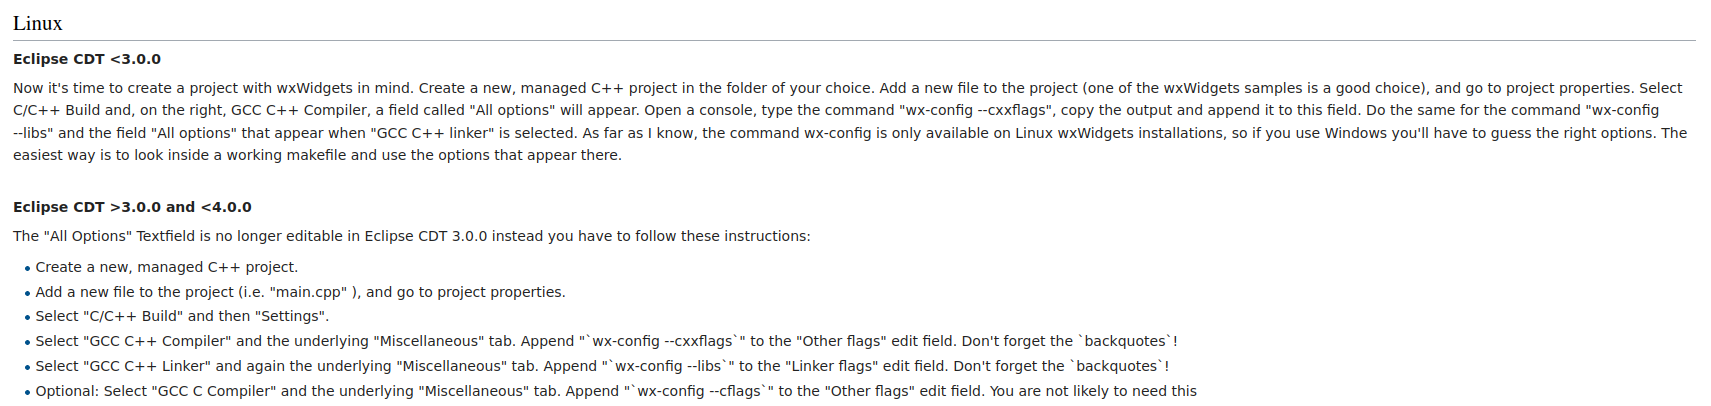 Linux
Eclipse CDT <3.0.0
Now it's time to create a project with wxWidgets in mind. Create a new, managed C++ project in the folder of your choice. Add a new file to the project (one of the wxWidgets samples is a good choice), and go to project properties. Select
C/C++ Build and, on the right, GCC C++ Compiler, a field called "All options" will appear. Open a console, type the command "wx-config --cxxflags", copy the output and append it to this field. Do the same for the command "wx-config
--libs" and the field "All options" that appear when "GCC C++ linker" is selected. As far as I know, the command wx-config is only available on Linux wxWidgets installations, so if you use Windows you'll have to guess the right options. The
easiest way is to look inside a working makefile and use the options that appear there.
Eclipse CDT >3.0.0 and <4.0.0
The "All Options" Textfield is no longer editable in Eclipse CDT 3.0.0 instead you have to follow these instructions:
• Create a new, managed C++ project.
• Add a new file to the project (i.e. "main.cpp" ), and go to project properties.
• Select "C/C++ Build" and then "Settings".
• Select "GCC C++ Compiler" and the underlying "Miscellaneous" tab. Append "`wx-config --cxxflags`" to the "Other flags" edit field. Don't forget the `backquotes`!
• Select "GCC C++ Linker" and again the underlying "Miscellaneous" tab. Append "`wx-config --libs`" to the "Linker flags" edit field. Don't forget the `backquotes`!
• Optional: Select "GCC C Compiler" and the underlying "Miscellaneous" tab. Append "`wx-config --cflags`" to the "Other flags" edit field. You are not likely to need this